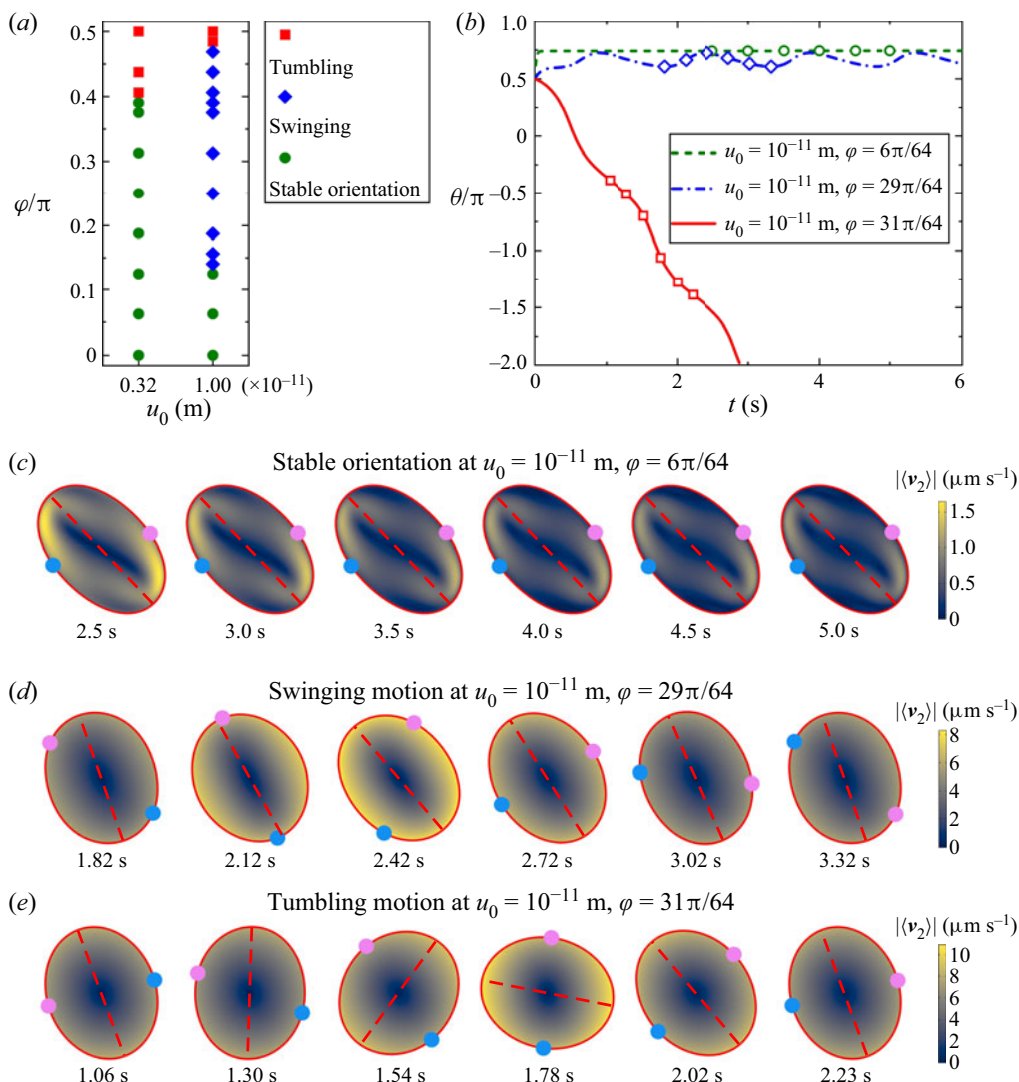 (a)
0.5
0.4
0.3
φ/π
0.2
0.1
0
0.32 1.00 (×10⁻¹¹)
u₀ (m)
Tumbling
Swinging
Stable orientation
(b)
1.0
0.5
0
θ/π −0.5
−1.0
−1.5
−2.0
0 2 4 6
t (s)
u₀ = 10⁻¹¹ m, φ = 6π/64
u₀ = 10⁻¹¹ m, φ = 29π/64
u₀ = 10⁻¹¹ m, φ = 31π/64
(c) Stable orientation at u₀ = 10⁻¹¹ m, φ = 6π/64
|⟨v₂⟩| (μm s⁻¹)
1.5
1.0
0.5
0
2.5 s 3.0 s 3.5 s 4.0 s 4.5 s 5.0 s
(d) Swinging motion at u₀ = 10⁻¹¹ m, φ = 29π/64
|⟨v₂⟩| (μm s⁻¹)
8
6
4
2
0
1.82 s 2.12 s 2.42 s 2.72 s 3.02 s 3.32 s
(e) Tumbling motion at u₀ = 10⁻¹¹ m, φ = 31π/64
|⟨v₂⟩| (μm s⁻¹)
10
8
6
4
2
0
1.06 s 1.30 s 1.54 s 1.78 s 2.02 s 2.23 s